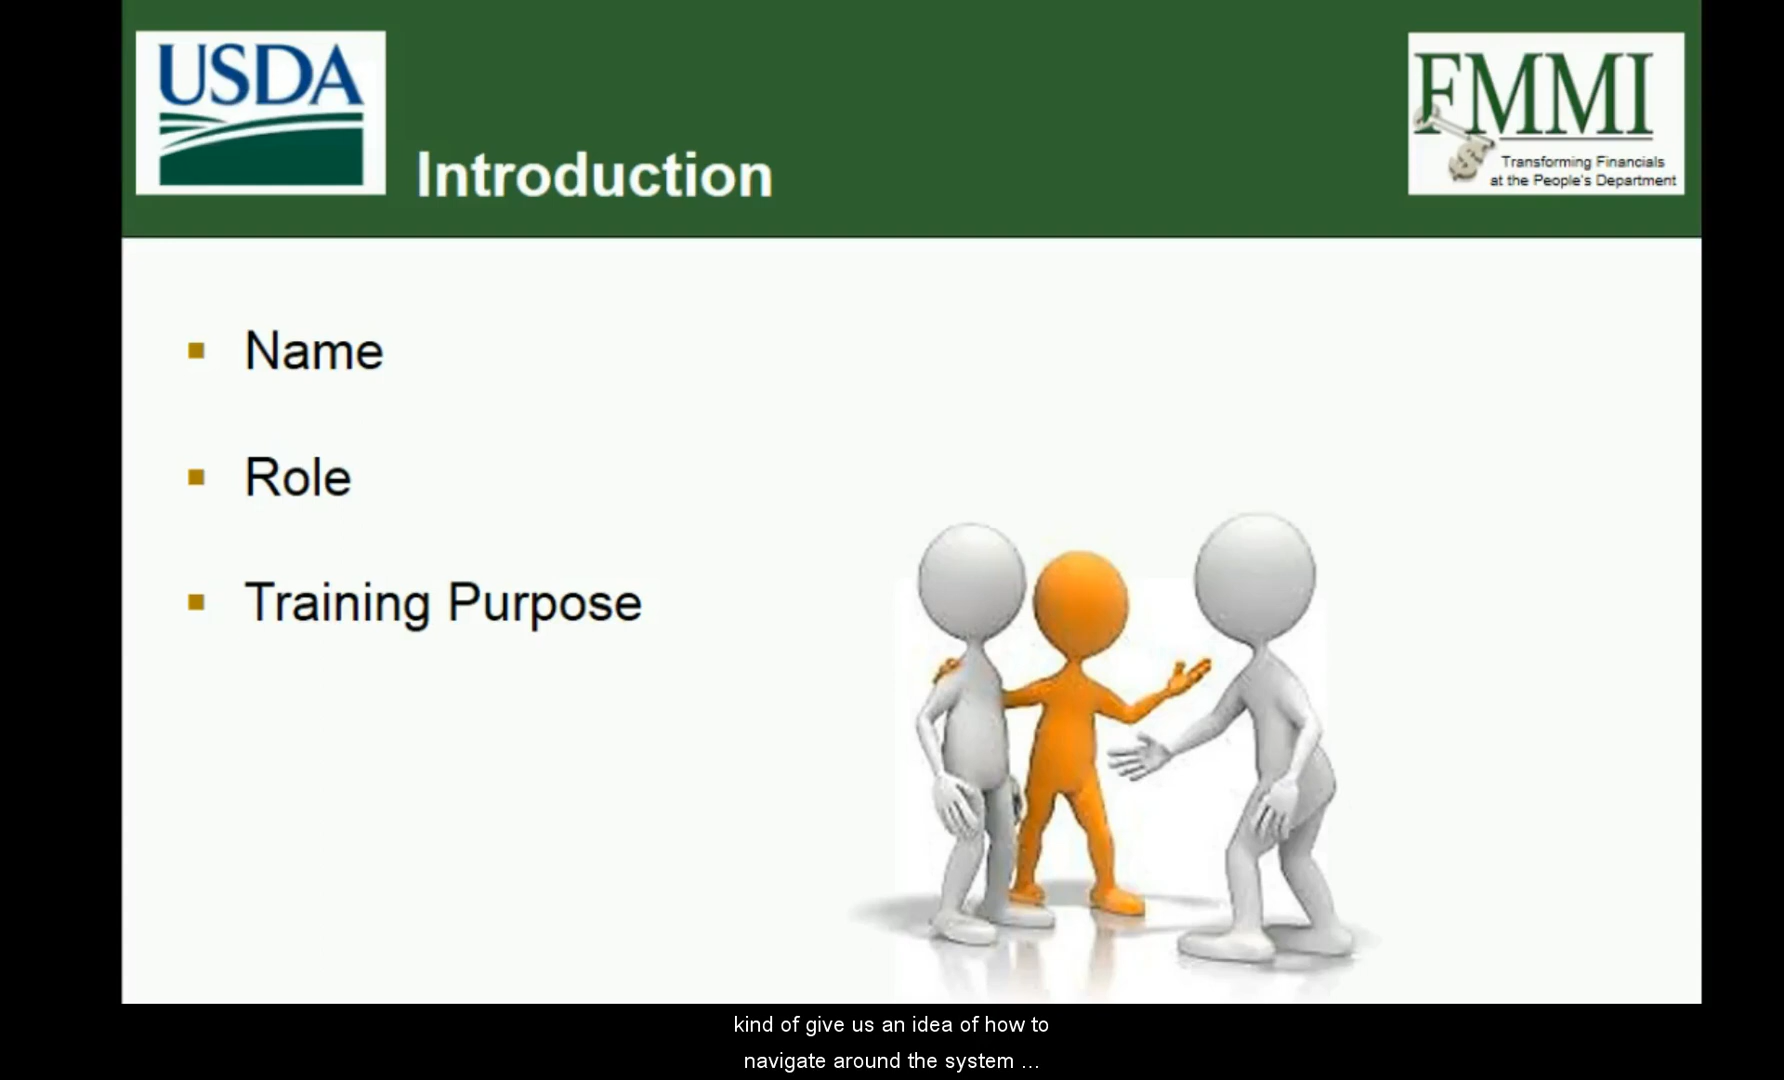 USDA
Introduction
FMMI
Transforming Financials
at the People's Department
Name
Role
Training Purpose
kind of give us an idea of how to
navigate around the system ...